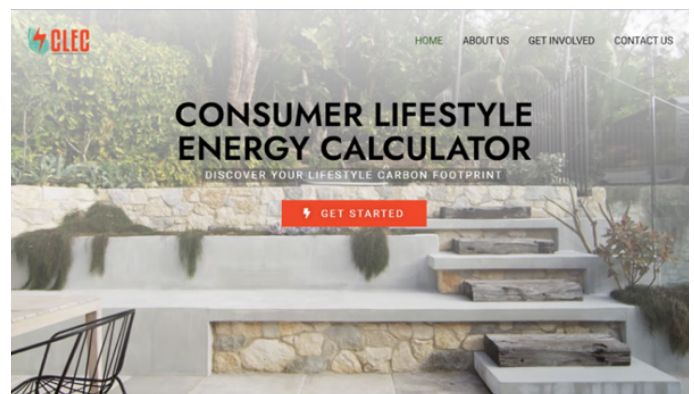 CLEC
HOME ABOUT US GET INVOLVED CONTACT US
CONSUMER LIFESTYLE
ENERGY CALCULATOR
DISCOVER YOUR LIFESTYLE CARBON FOOTPRINT
GET STARTED